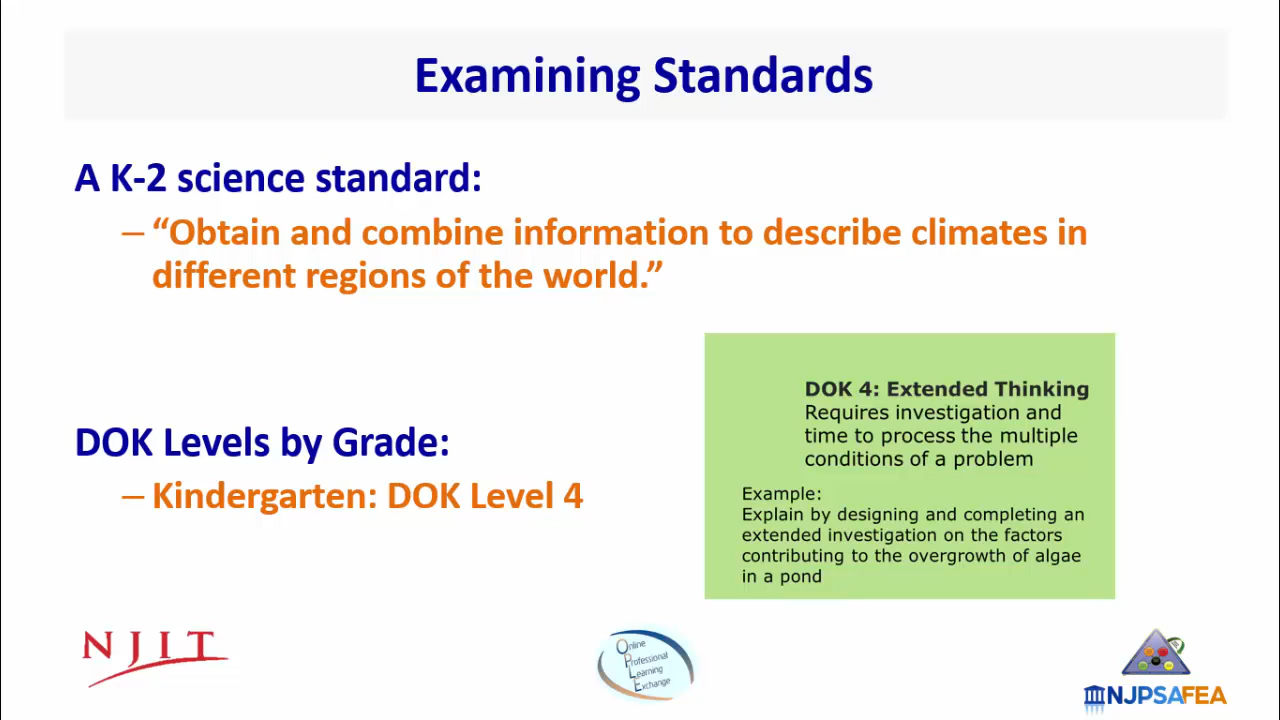 Examining Standards
A K-2 science standard:
– “Obtain and combine information to describe climates in
different regions of the world.”
DOK 4: Extended Thinking
Requires investigation and
time to process the multiple
conditions of a problem
DOK Levels by Grade:
– Kindergarten: DOK Level 4
Example:
Explain by designing and completing an
extended investigation on the factors
contributing to the overgrowth of algae
in a pond
NJIT
Online
Professional
Learning
Exchange
NJPSAFEA